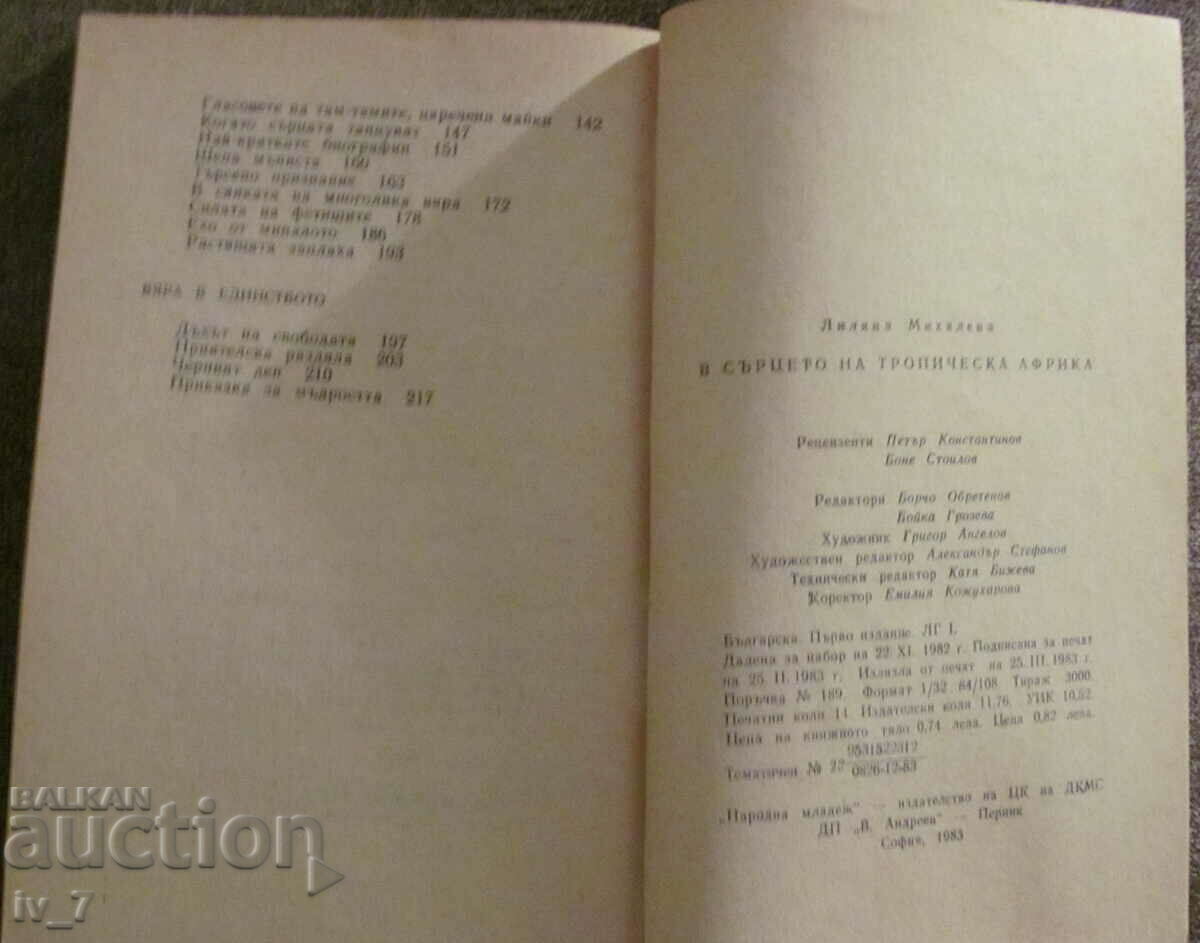 Гласовете на там-тамите, наречени майки 142
Когато сърцата танцуват 147
Най-кратките биографии 151
Шепа мъниста 160
Търсено признание 163
В сянката на многолика вяра 172
Силата на фетишите 178
Ехо от миналото 186
Растящата заплаха 193
ВЯРА В ЕДИНСТВОТО
Дъхът на свободата 197
Приятелска раздяла 203
Черният ден 210
Приказка за мъдростта 217
Лиляна Михалева
В СЪРЦЕТО НА ТРОПИЧЕСКА АФРИКА
Рецензенти Петър Константинов
Боне Стоилов
Редактори Борчо Обретенов
Бойка Грозева
Художник Григор Ангелов
Художествен редактор Александър Стефанов
Технически редактор Катя Бижева
Коректор Емилия Кожухарова
Българска. Първо издание. ЛГ I.
Дадена за набор на 22. XI. 1982 г. Подписана за печат
на 25. II. 1983 г. Излязла от печат на 25. III. 1983 г.
Поръчка № 189. Формат 1/32 84/108. Тираж 3000.
Печатни коли 14. Издателски коли 11,76. УИК 10,52.
Цена на книжното тяло 0,74 лева. Цена 0,82 лева.
9531522312
Тематичен № 22
0826-12-83
„Народна младеж“ — издателство на ЦК на ДКМС
ДП „В. Андреев“ — Перник
София, 1983
BALKAN
auction
iv_7